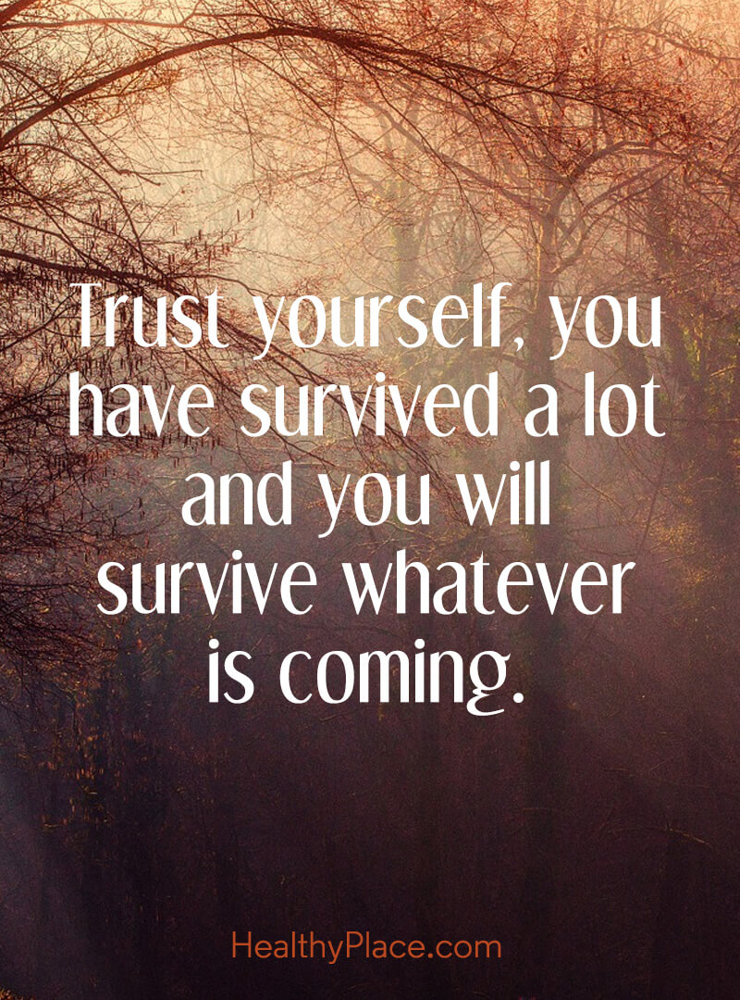 Trust yourself, you
have survived a lot
and you will
survive whatever
is coming.
HealthyPlace.com